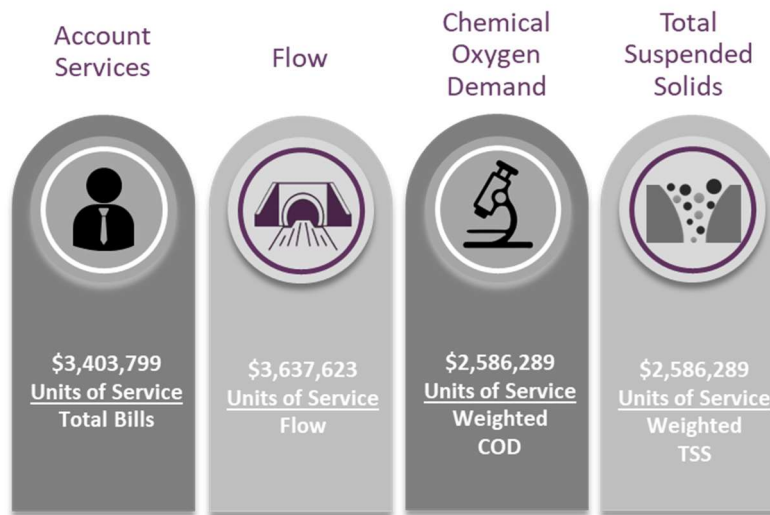 Account
Services
Flow
Chemical
Oxygen
Demand
Total
Suspended
Solids
$3,403,799
Units of Service
Total Bills
$3,637,623
Units of Service
Flow
$2,586,289
Units of Service
Weighted
COD
$2,586,289
Units of Service
Weighted
TSS